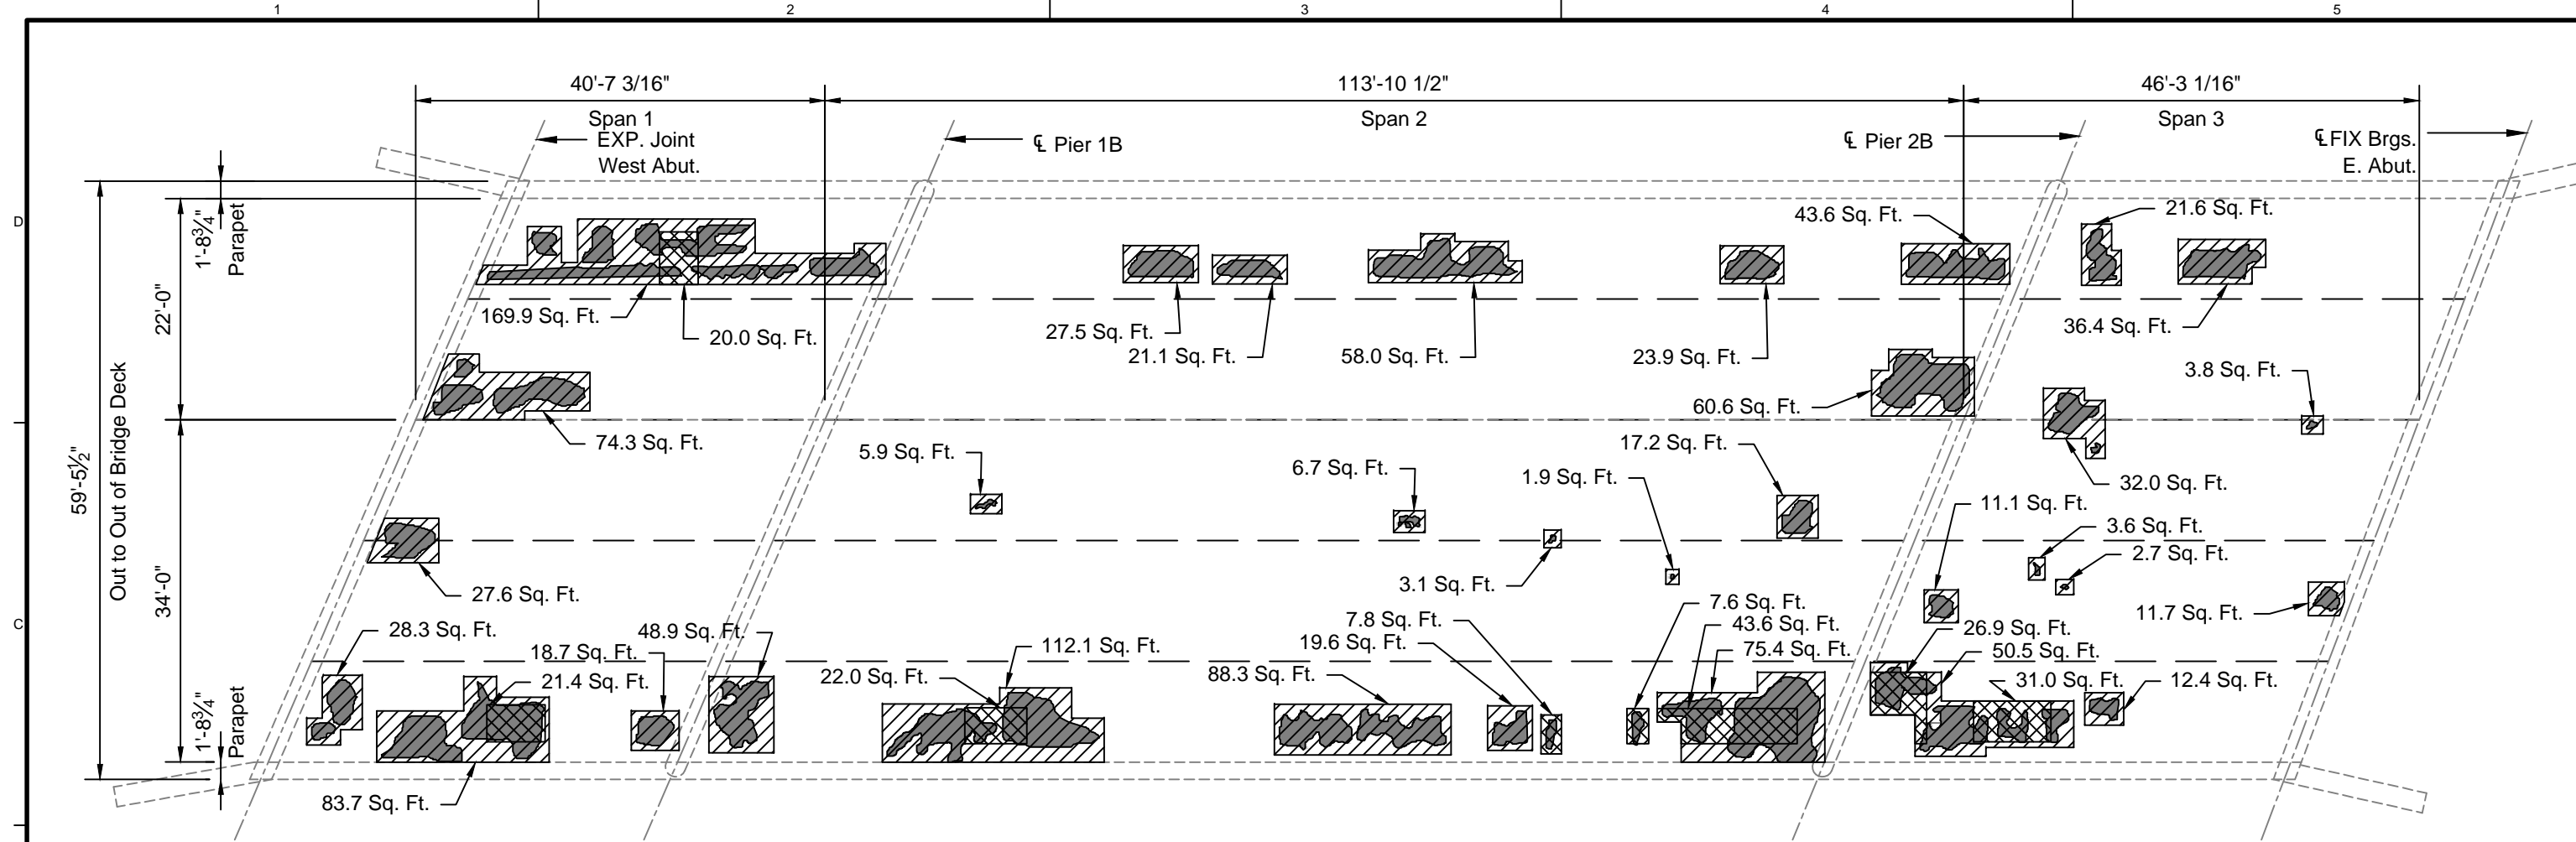 1 2 3 4 5
40'-7 3/16" 113'-10 1/2" 46'-3 1/16"
Span 1 Span 2 Span 3
EXP. Joint
West Abut.
℄ Pier 1B
℄ Pier 2B
℄ FIX Brgs.
E. Abut.
D
1'-8¾"
Parapet
43.6 Sq. Ft.
21.6 Sq. Ft.
22'-0"
169.9 Sq. Ft.
20.0 Sq. Ft.
27.5 Sq. Ft.
21.1 Sq. Ft.
58.0 Sq. Ft.
23.9 Sq. Ft.
36.4 Sq. Ft.
3.8 Sq. Ft.
60.6 Sq. Ft.
74.3 Sq. Ft.
5.9 Sq. Ft.
6.7 Sq. Ft.
1.9 Sq. Ft.
17.2 Sq. Ft.
32.0 Sq. Ft.
59'-5½"
Out to Out of Bridge Deck
34'-0"
11.1 Sq. Ft.
3.6 Sq. Ft.
2.7 Sq. Ft.
27.6 Sq. Ft.
3.1 Sq. Ft.
11.7 Sq. Ft.
C
28.3 Sq. Ft.
18.7 Sq. Ft.
48.9 Sq. Ft.
21.4 Sq. Ft.
22.0 Sq. Ft.
112.1 Sq. Ft.
7.8 Sq. Ft.
19.6 Sq. Ft.
88.3 Sq. Ft.
7.6 Sq. Ft.
43.6 Sq. Ft.
75.4 Sq. Ft.
26.9 Sq. Ft.
50.5 Sq. Ft.
31.0 Sq. Ft.
12.4 Sq. Ft.
1'-8¾"
Parapet
83.7 Sq. Ft.